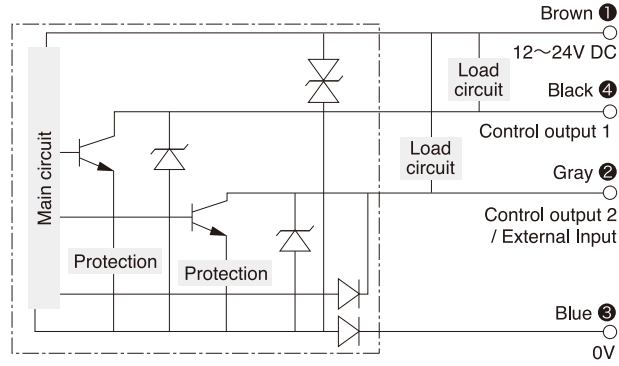 Brown ❶
12～24V DC
Load
circuit
Black ❹
Control output 1
Load
circuit
Gray ❷
Control output 2
/ External Input
Main circuit
Protection
Protection
Blue ❸
0V